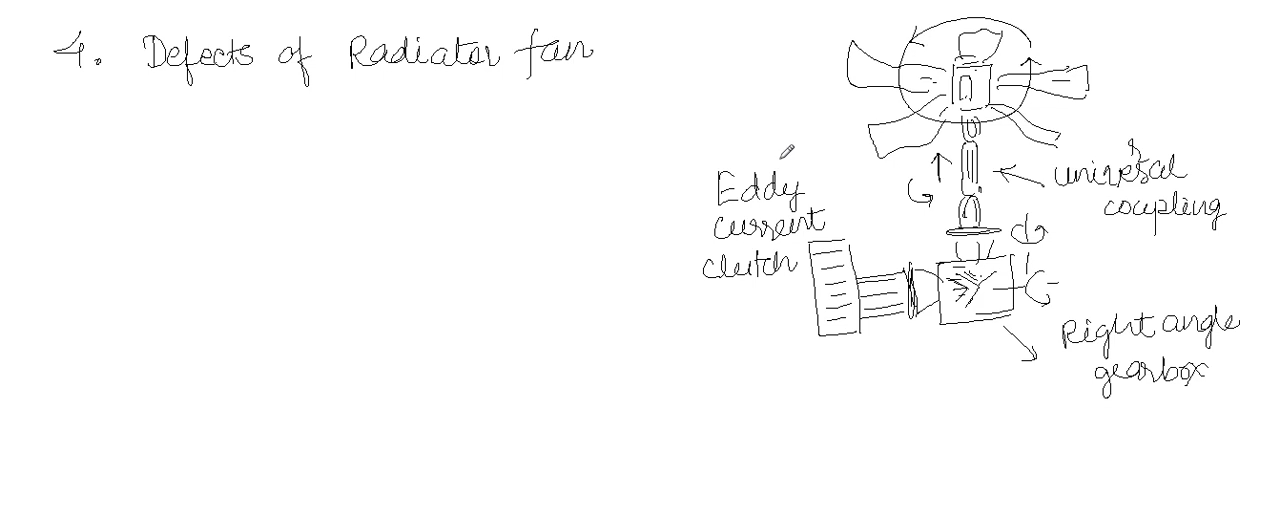 4. Defects of Radiator fan
Eddy
current
clutch
universal
coupling
Right angle
gearbox